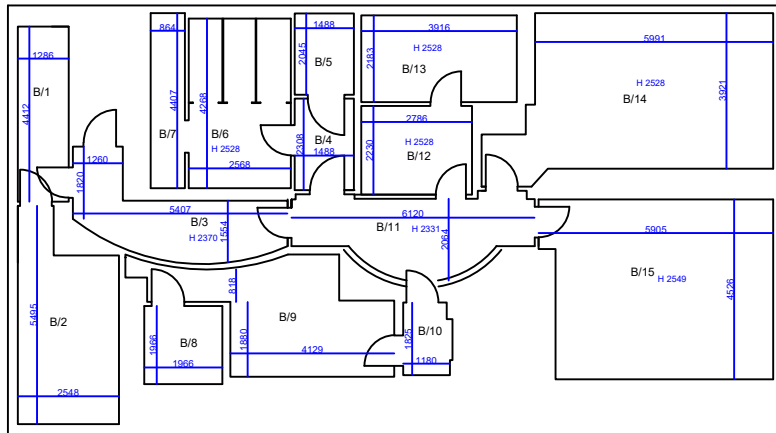 864
1488
3916
5991
1286
2045
2183
H 2528
B/5
B/13
H 2528
B/1
4412
4407
4268
B/14
3921
2786
B/7
B/6
2308
B/4
H 2528
2230
H 2528
B/12
1260
1488
1820
2568
5407
6120
B/3
1554
H 2370
B/11
H 2331
2064
5905
B/15
H 2549
4526
818
5495
B/2
B/9
1966
B/8
1880
4129
1825
B/10
1180
1966
2548